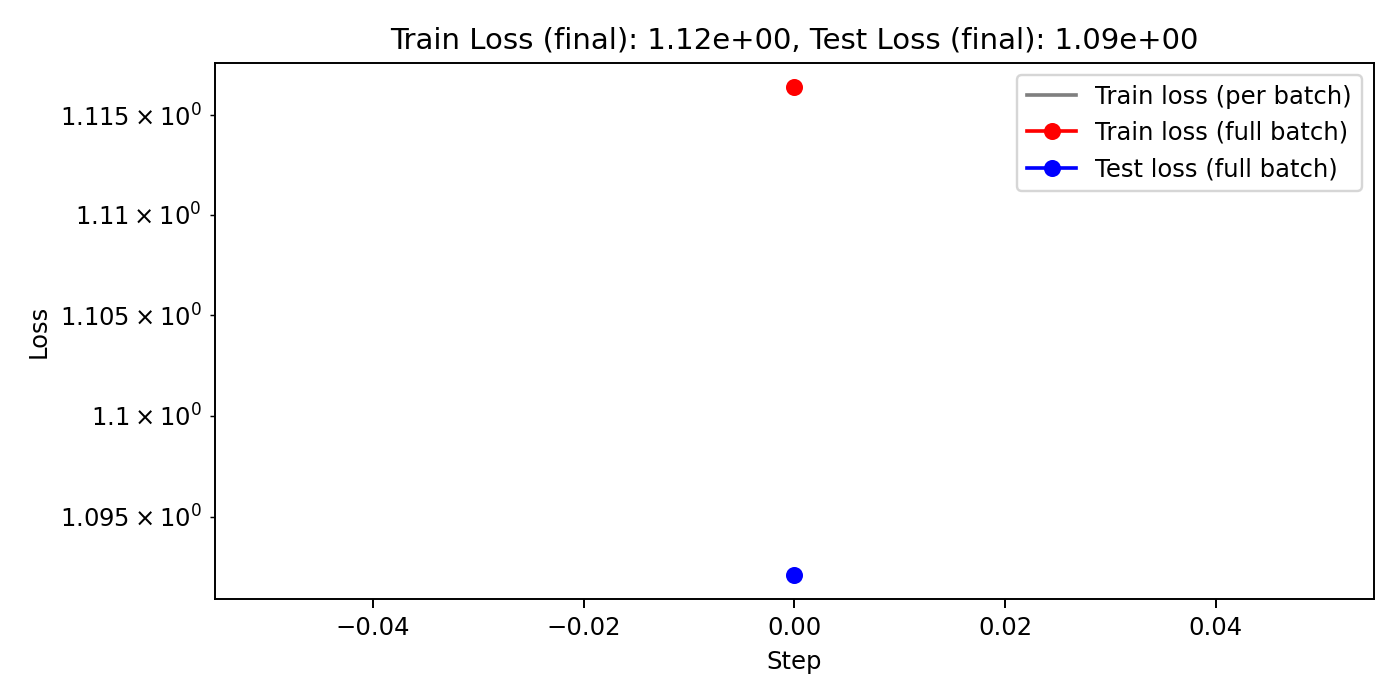 Train Loss (final): 1.12e+00, Test Loss (final): 1.09e+00
Train loss (per batch)
Train loss (full batch)
Test loss (full batch)
1.115 × 10⁰
1.11 × 10⁰
1.105 × 10⁰
1.1 × 10⁰
1.095 × 10⁰
Loss
−0.04 −0.02 0.00 0.02 0.04
Step